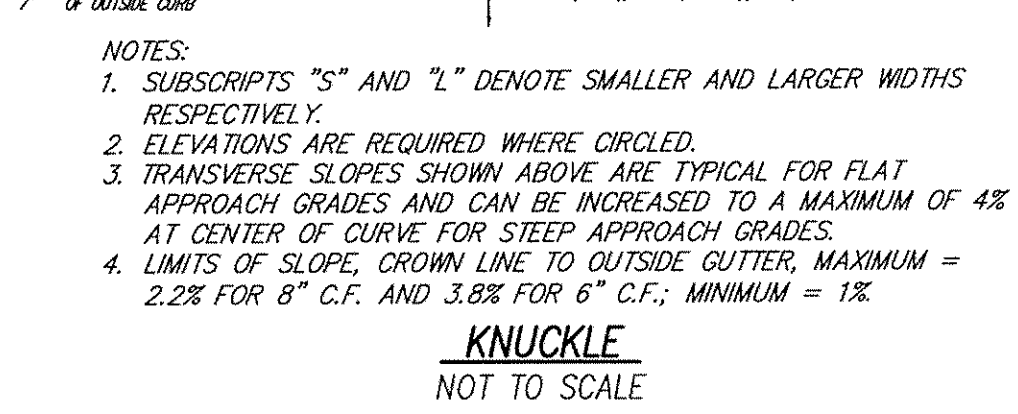 OF OUTSIDE CURB
NOTES:
1. SUBSCRIPTS "S" AND "L" DENOTE SMALLER AND LARGER WIDTHS
RESPECTIVELY.
2. ELEVATIONS ARE REQUIRED WHERE CIRCLED.
3. TRANSVERSE SLOPES SHOWN ABOVE ARE TYPICAL FOR FLAT
APPROACH GRADES AND CAN BE INCREASED TO A MAXIMUM OF 4%
AT CENTER OF CURVE FOR STEEP APPROACH GRADES.
4. LIMITS OF SLOPE, CROWN LINE TO OUTSIDE GUTTER, MAXIMUM =
2.2% FOR 8" C.F. AND 3.8% FOR 6" C.F.; MINIMUM = 1%.
KNUCKLE
NOT TO SCALE